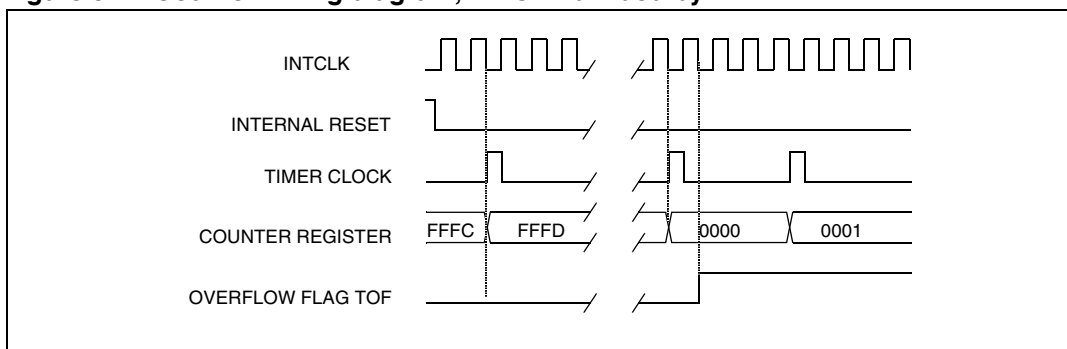 INTCLK
INTERNAL RESET
TIMER CLOCK
COUNTER REGISTER FFFC FFFD 0000 0001
OVERFLOW FLAG TOF